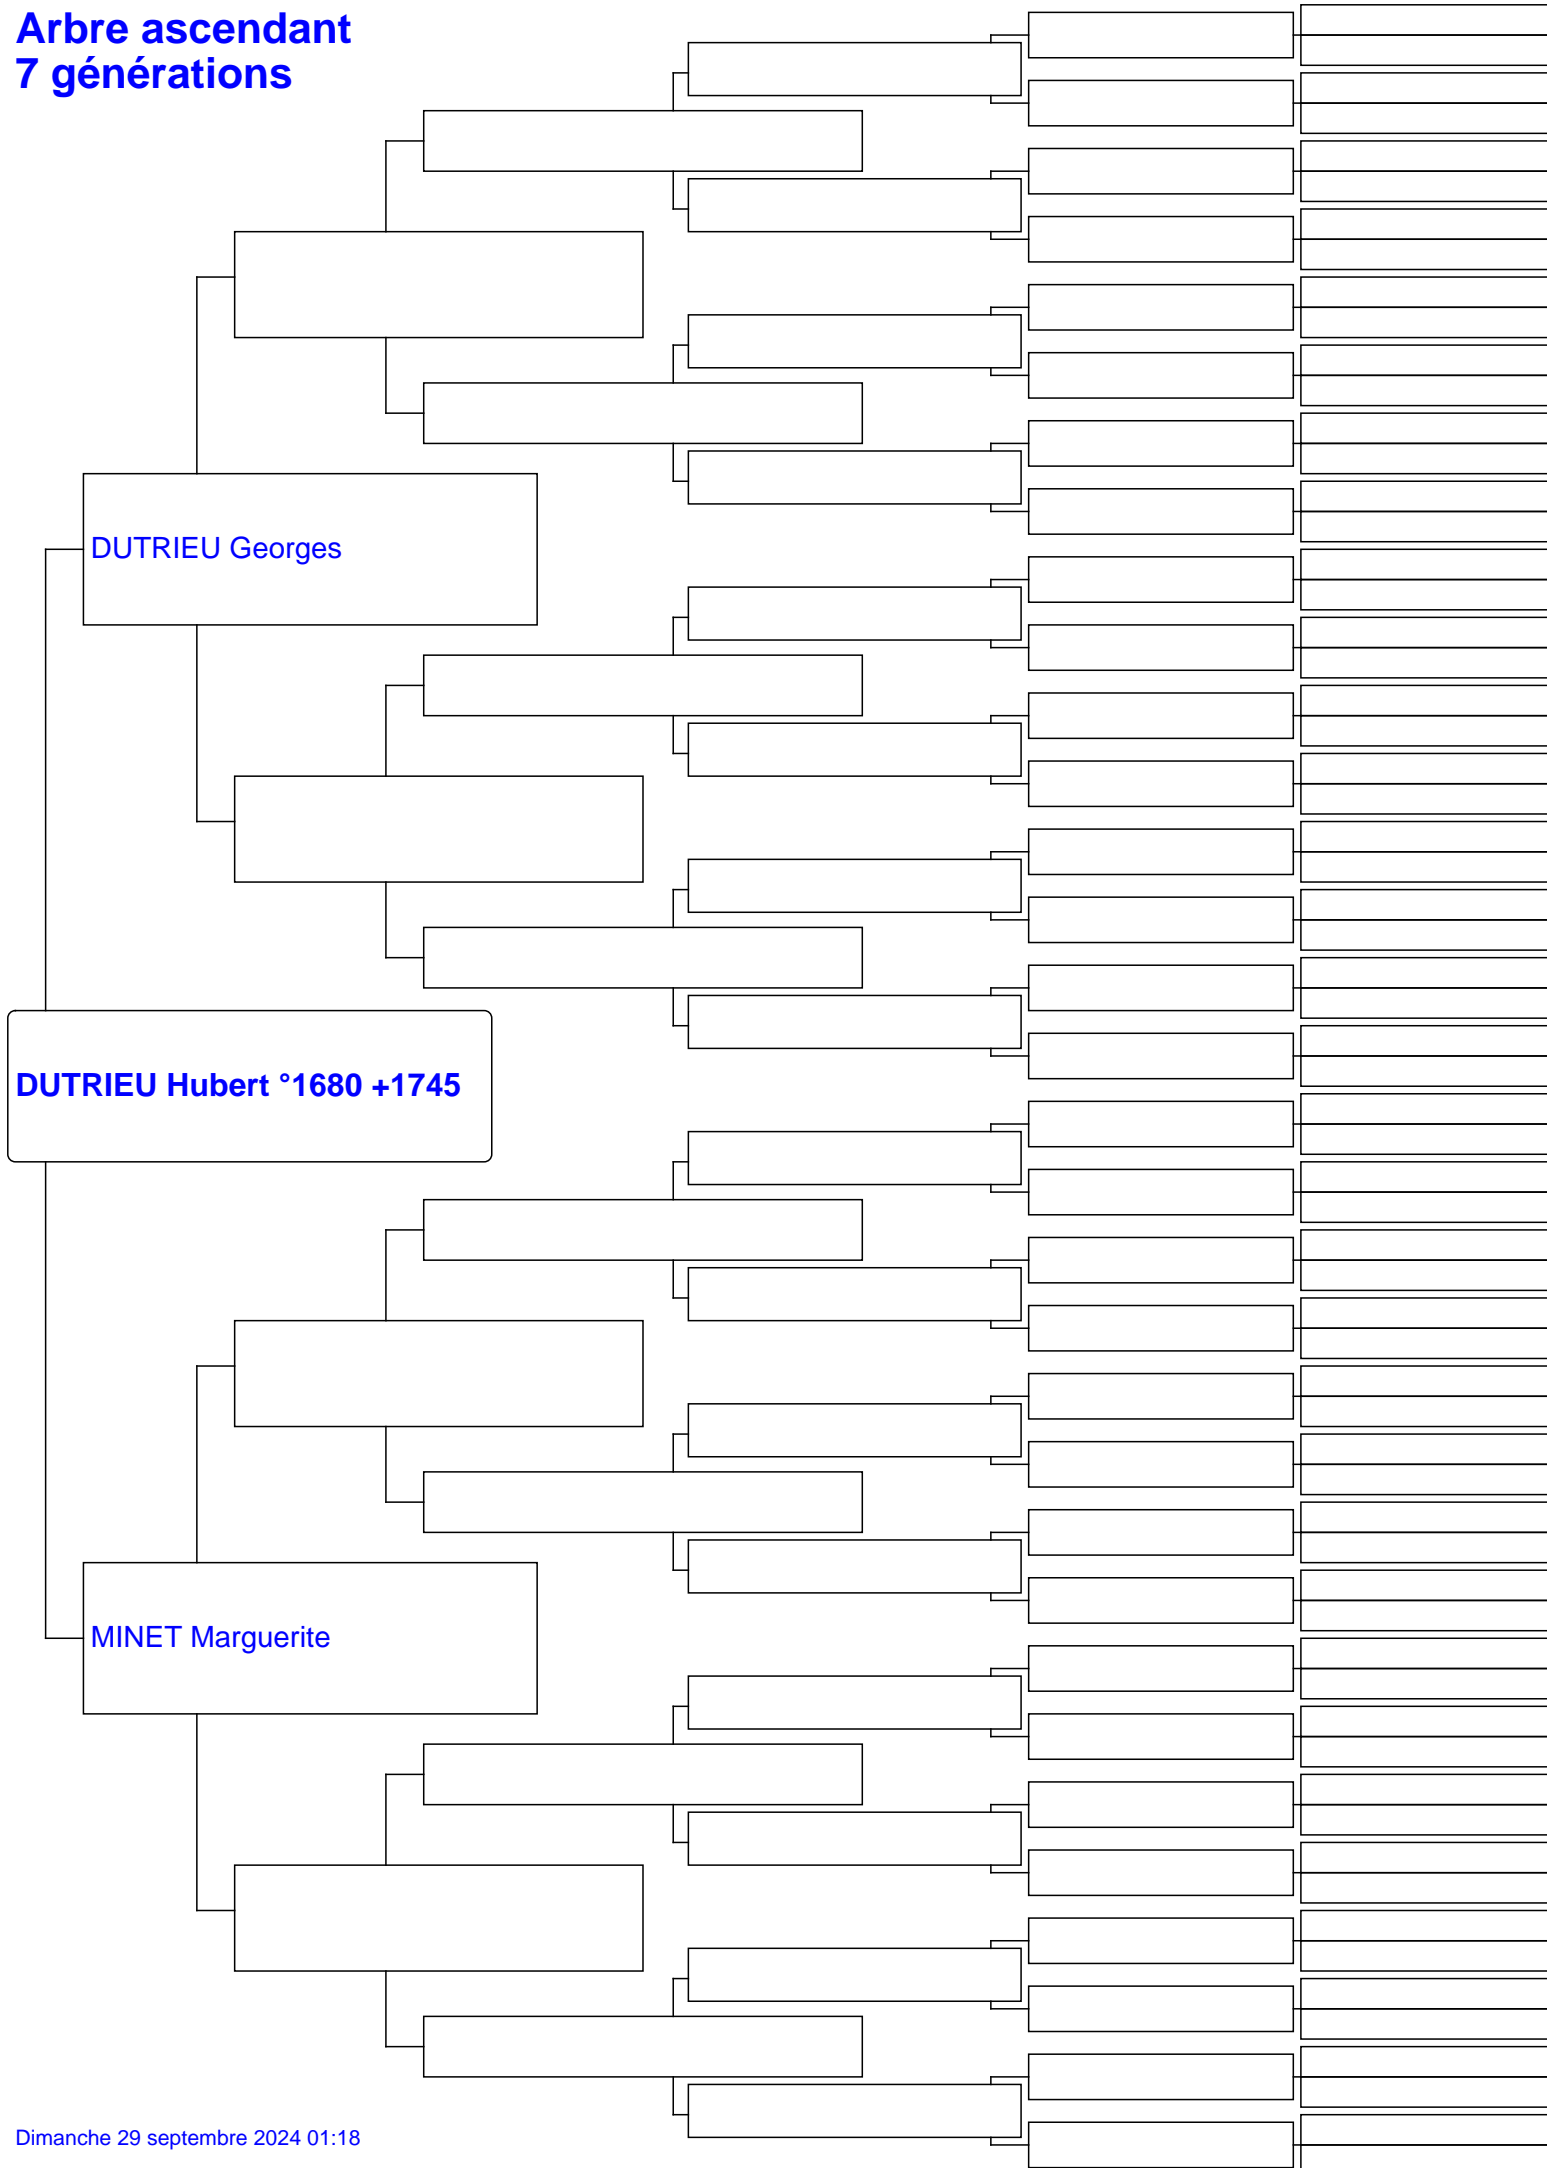 Arbre ascendant
7 générations
DUTRIEU Georges
DUTRIEU Hubert °1680 +1745
MINET Marguerite
Dimanche 29 septembre 2024 01:18